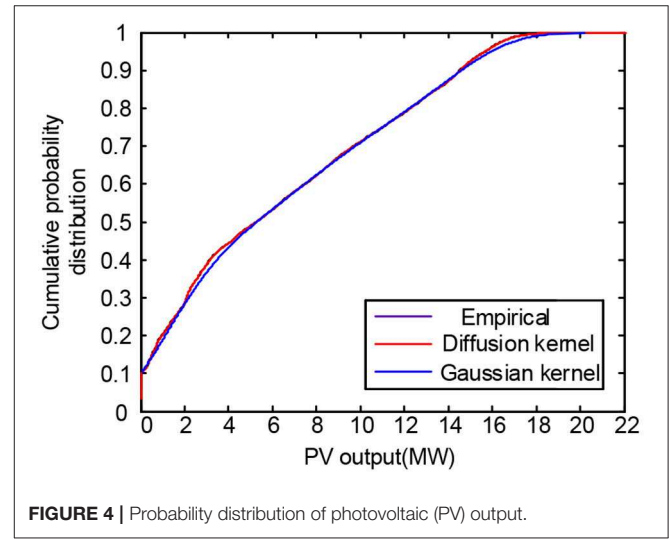 1
0.9
0.8
0.7
0.6
0.5
0.4
0.3
0.2
0.1
0
Cumulative probability
distribution
Empirical
Diffusion kernel
Gaussian kernel
0 2 4 6 8 10 12 14 16 18 20 22
PV output(MW)
FIGURE 4 | Probability distribution of photovoltaic (PV) output.